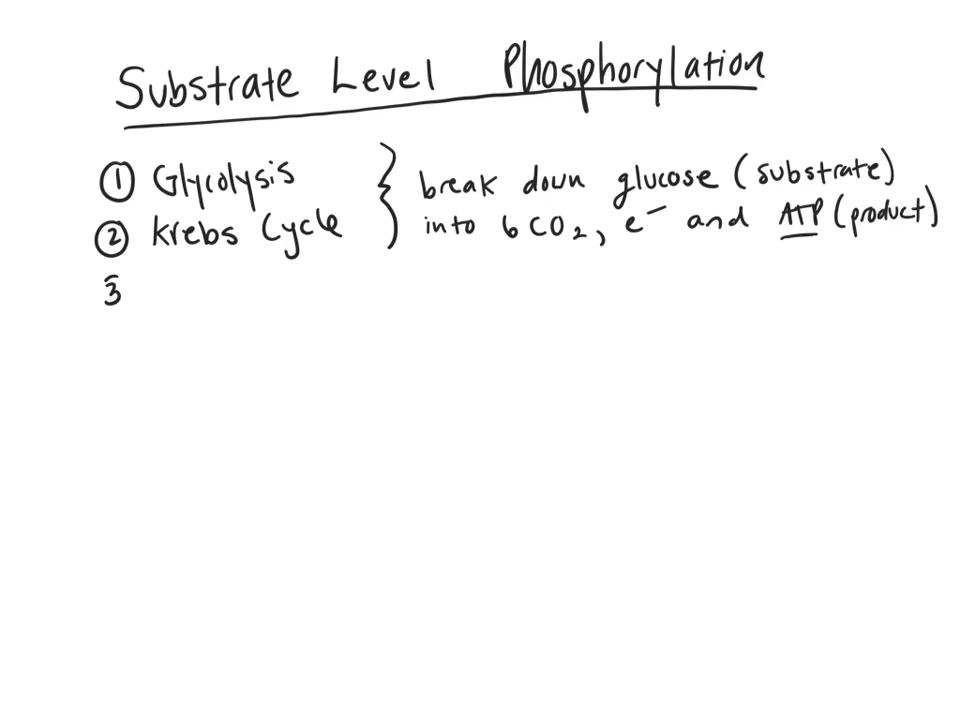 Substrate Level Phosphorylation
① Glycolysis } break down glucose (substrate)
② Krebs Cycle into 6 CO₂, e⁻ and ATP (product)
3